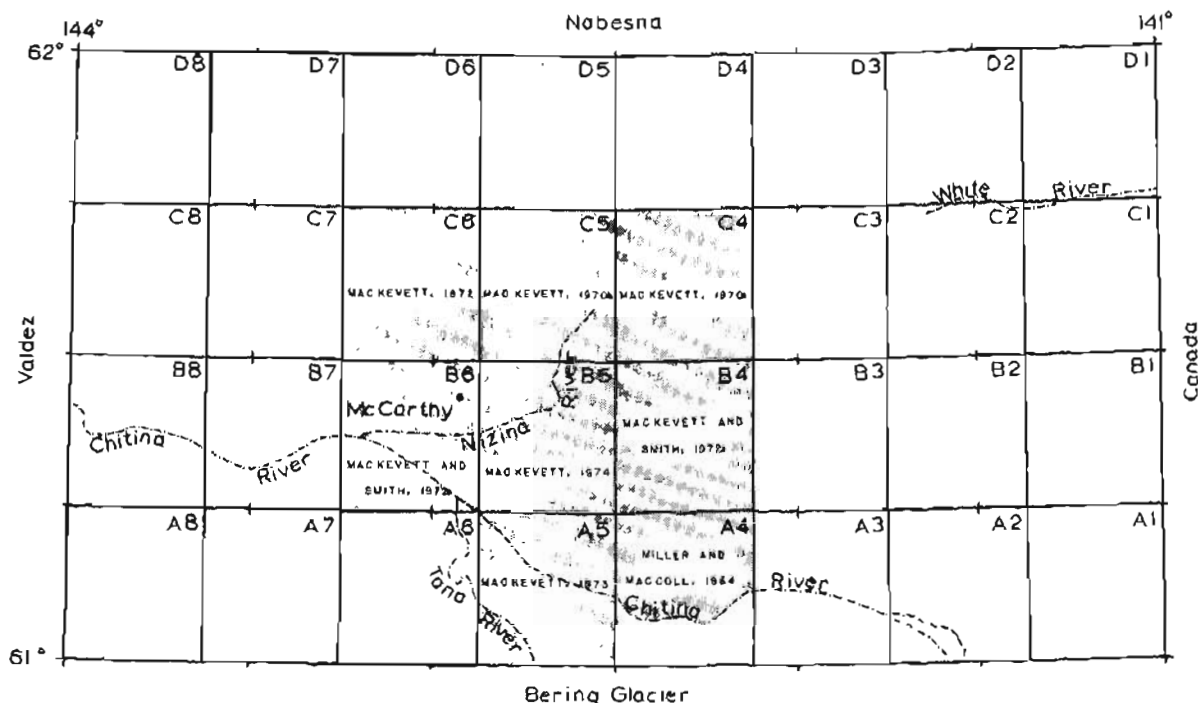 Nabesna
144° 141°
62°
D8 D7 D6 D5 D4 D3 D2 D1
White River
C8 C7 C6 C5 C4 C3 C2 C1
MACKEVETT, 1972 MACKEVETT, 1970a MACKEVETT, 1970b
Valdez
Canada
B8 B7 B6 B5 B4 B3 B2 B1
River
McCarthy
Nizina
Chitina
River
MACKEVETT AND
SMITH, 1972a
MACKEVETT AND
SMITH, 1972b
MACKEVETT, 1974
A8 A7 A6 A5 A4 A3 A2 A1
MILLER AND
MACCOLL, 1964
MACKEVETT, 1973
Tana
River
Chitina
River
61°
Bering Glacier